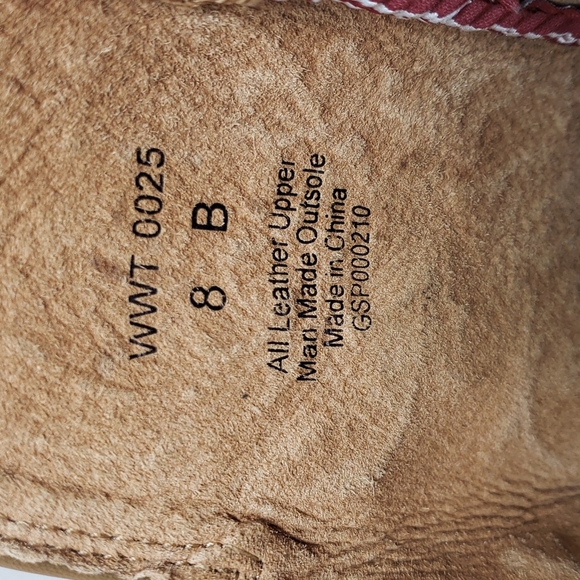 WWT 0025
8 B
All Leather Upper
Man Made Outsole
Made in China
GSP000210